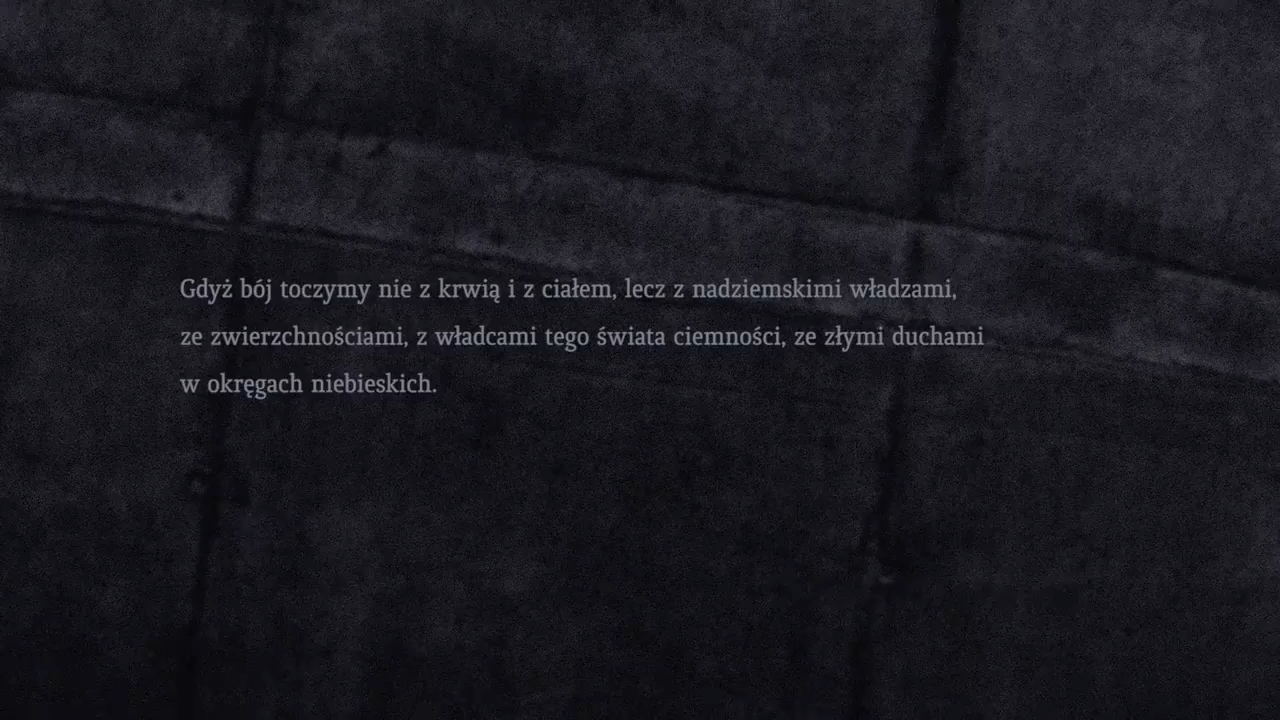 Gdyż bój toczymy nie z krwią i z ciałem, lecz z nadziemskimi władzami,
ze zwierzchnościami, z władcami tego świata ciemności, ze złymi duchami
w okręgach niebieskich.